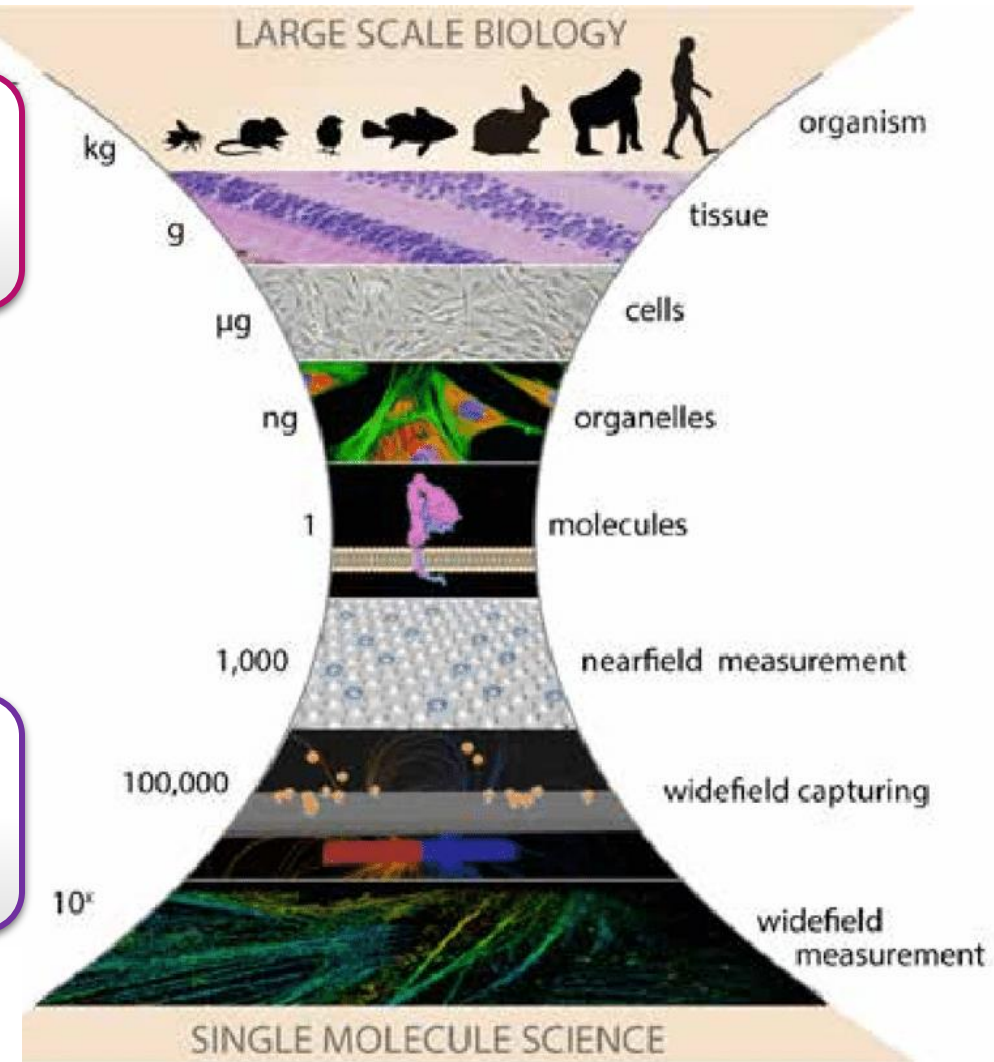 LARGE SCALE BIOLOGY
kg
organism
g
tissue
µg
cells
ng
organelles
1
molecules
1,000
nearfield measurement
100,000
widefield capturing
10ˣ
widefield
measurement
SINGLE MOLECULE SCIENCE